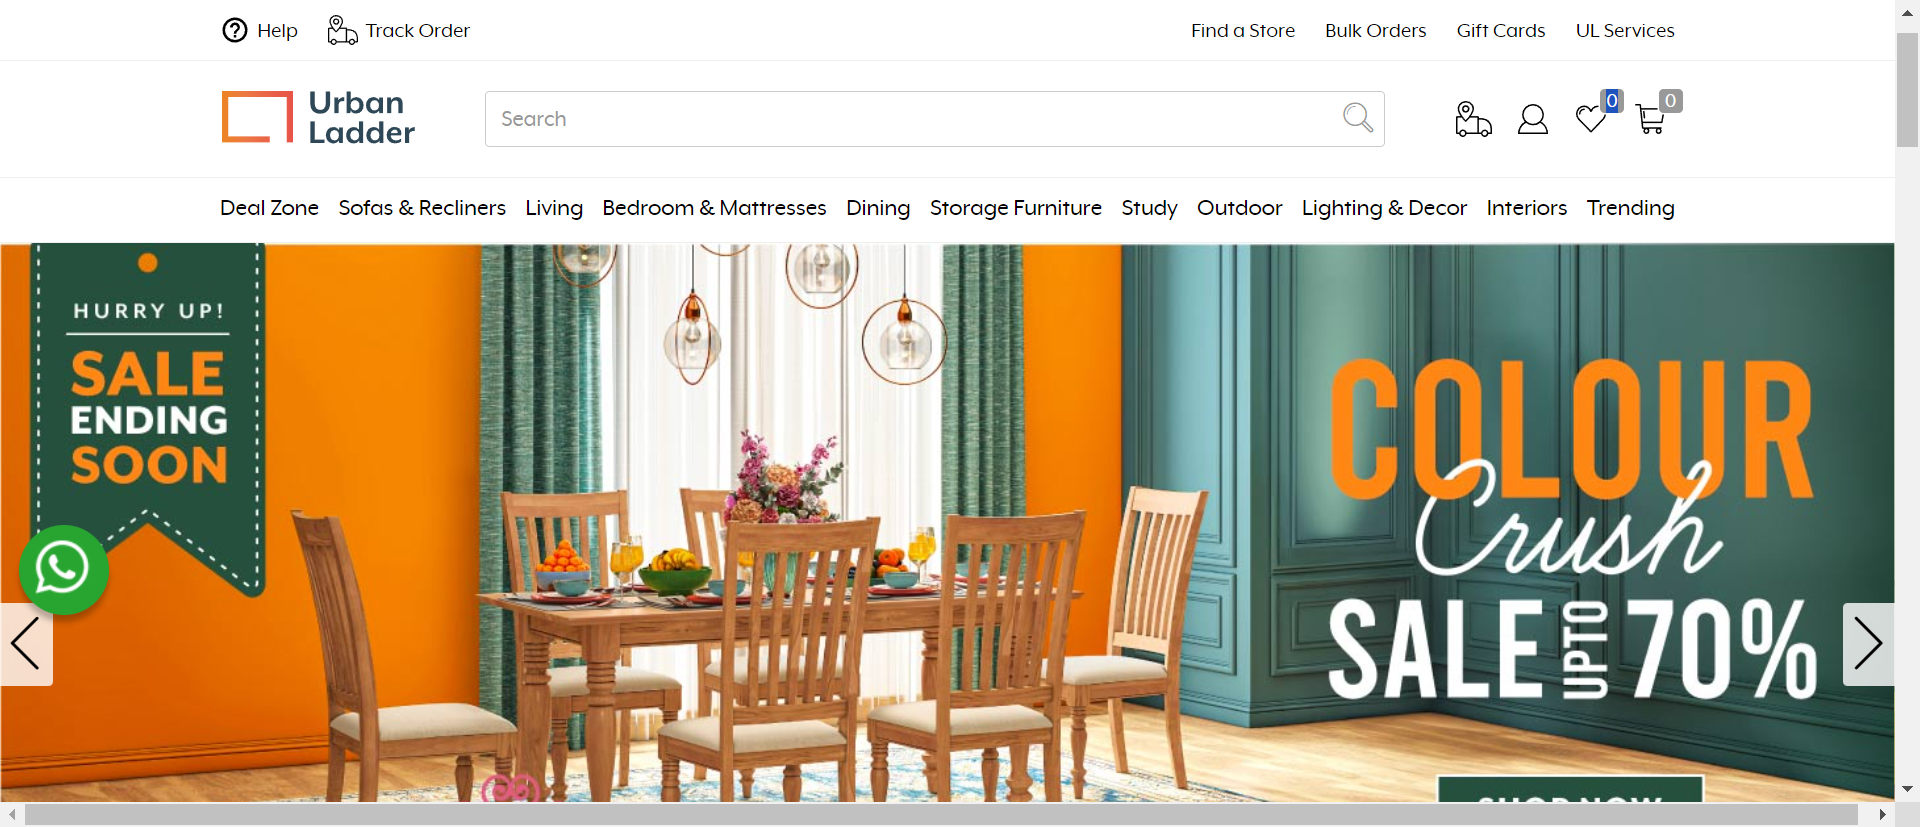 Help
Track Order
Find a Store
Bulk Orders
Gift Cards
UL Services
Urban
Ladder
Search
0
0
Deal Zone
Sofas & Recliners
Living
Bedroom & Mattresses
Dining
Storage Furniture
Study
Outdoor
Lighting & Decor
Interiors
Trending
HURRY UP!
SALE
ENDING
SOON
COLOUR
Crush
SALE UPTO 70%
SHOP NOW